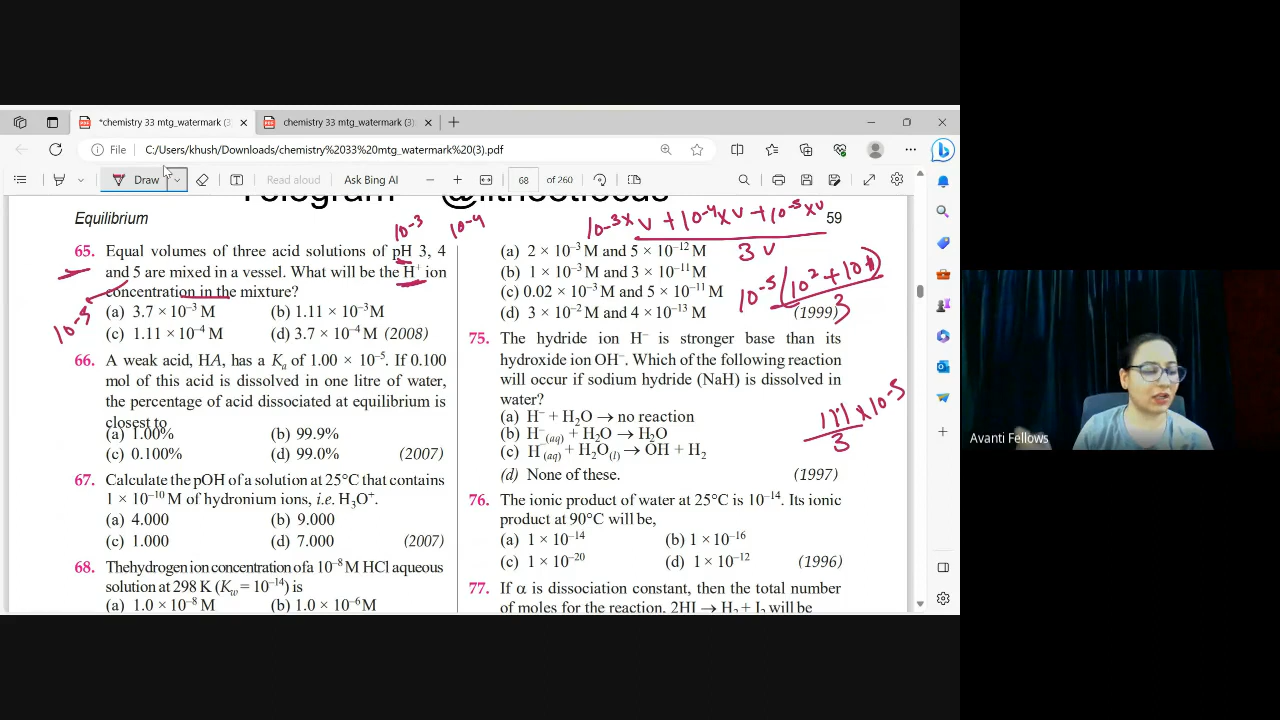 *chemistry 33 mtg_watermark (3)
chemistry 33 mtg_watermark (3)
File
C:/Users/khush/Downloads/chemistry%2033%20mtg_watermark%20(3).pdf
Draw
Read aloud
Ask Bing AI
68
of 260
Equilibrium
10⁻³
10⁻⁴
65. Equal volumes of three acid solutions of pH 3, 4
and 5 are mixed in a vessel. What will be the H⁺ ion
concentration in the mixture?
10⁻⁵
(a) 3.7 × 10⁻³ M (b) 1.11 × 10⁻³ M
(c) 1.11 × 10⁻⁴ M (d) 3.7 × 10⁻⁴ M (2008)
66. A weak acid, HA, has a Kₐ of 1.00 × 10⁻⁵. If 0.100
mol of this acid is dissolved in one litre of water,
the percentage of acid dissociated at equilibrium is
closest to
(a) 1.00% (b) 99.9%
(c) 0.100% (d) 99.0% (2007)
67. Calculate the pOH of a solution at 25°C that contains
1 × 10⁻¹⁰ M of hydronium ions, i.e. H₃O⁺.
(a) 4.000 (b) 9.000
(c) 1.000 (d) 7.000 (2007)
68. The hydrogen ion concentration of a 10⁻⁸ M HCl aqueous
solution at 298 K (K_w = 10⁻¹⁴) is
(a) 1.0 × 10⁻⁸ M (b) 1.0 × 10⁻⁶ M
59
10⁻³ × V + 10⁻⁴ × V + 10⁻⁵ × V
3 V
(a) 2 × 10⁻³ M and 5 × 10⁻¹² M
(b) 1 × 10⁻³ M and 3 × 10⁻¹¹ M
(c) 0.02 × 10⁻³ M and 5 × 10⁻¹¹ M
(d) 3 × 10⁻² M and 4 × 10⁻¹³ M (1999)
3
75. The hydride ion H⁻ is stronger base than its
hydroxide ion OH⁻. Which of the following reaction
will occur if sodium hydride (NaH) is dissolved in
water?
(a) H⁻ + H₂O → no reaction
(b) H⁻(aq) + H₂O → H₂O
(c) H⁻(aq) + H₂O(l) → OH + H₂
(d) None of these. (1997)
111 × 10⁻⁵
3
76. The ionic product of water at 25°C is 10⁻¹⁴. Its ionic
product at 90°C will be,
(a) 1 × 10⁻¹⁴ (b) 1 × 10⁻¹⁶
(c) 1 × 10⁻²⁰ (d) 1 × 10⁻¹² (1996)
77. If α is dissociation constant, then the total number
of moles for the reaction, 2HI → H₂ + I₂ will be
Avanti Fellows